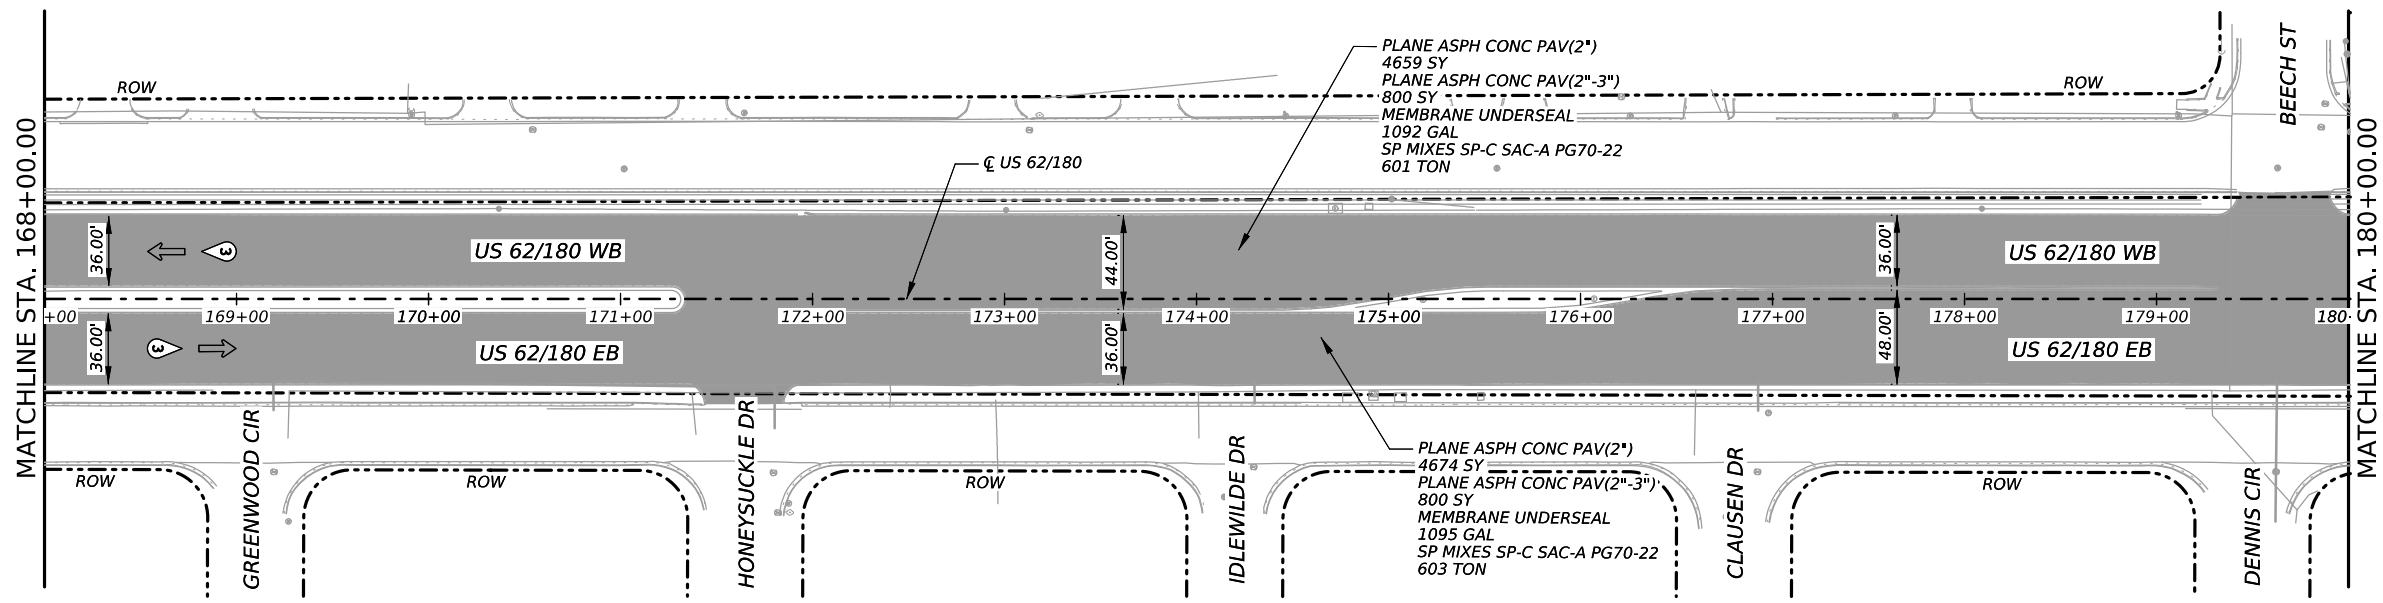 PLANE ASPH CONC PAV(2")
4659 SY
PLANE ASPH CONC PAV(2"-3")
800 SY
MEMBRANE UNDERSEAL
1092 GAL
SP MIXES SP-C SAC-A PG70-22
601 TON
BEECH ST
ROW
ROW
℄ US 62/180
MATCHLINE STA. 168+00.00
MATCHLINE STA. 180+00.00
36.00'
3
US 62/180 WB
44.00'
36.00'
US 62/180 WB
+00
169+00
170+00
171+00
172+00
173+00
174+00
175+00
176+00
177+00
178+00
179+00
180-
36.00'
3
US 62/180 EB
36.00'
48.00'
US 62/180 EB
GREENWOOD CIR
HONEYSUCKLE DR
IDLEWILDE DR
CLAUSEN DR
DENNIS CIR
ROW
ROW
ROW
ROW
PLANE ASPH CONC PAV(2")
4674 SY
PLANE ASPH CONC PAV(2"-3")
800 SY
MEMBRANE UNDERSEAL
1095 GAL
SP MIXES SP-C SAC-A PG70-22
603 TON